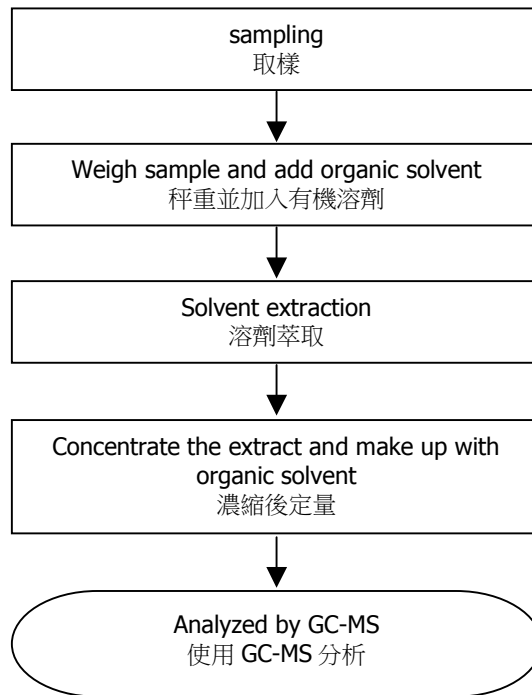 sampling
取樣
Weigh sample and add organic solvent
秤重並加入有機溶劑
Solvent extraction
溶劑萃取
Concentrate the extract and make up with
organic solvent
濃縮後定量
Analyzed by GC-MS
使用 GC-MS 分析